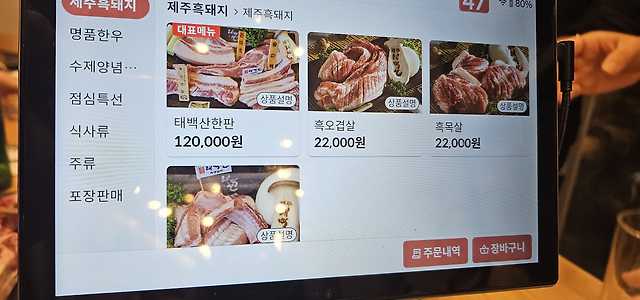 제주흑돼지
명품한우
수제양념…
점심특선
식사류
주류
포장판매
제주흑돼지 > 제주흑돼지
47
80%
대표메뉴
상품설명
태백산한판
120,000원
상품설명
흑오겹살
22,000원
상품설명
흑목살
22,000원
상품설명
주문내역
장바구니